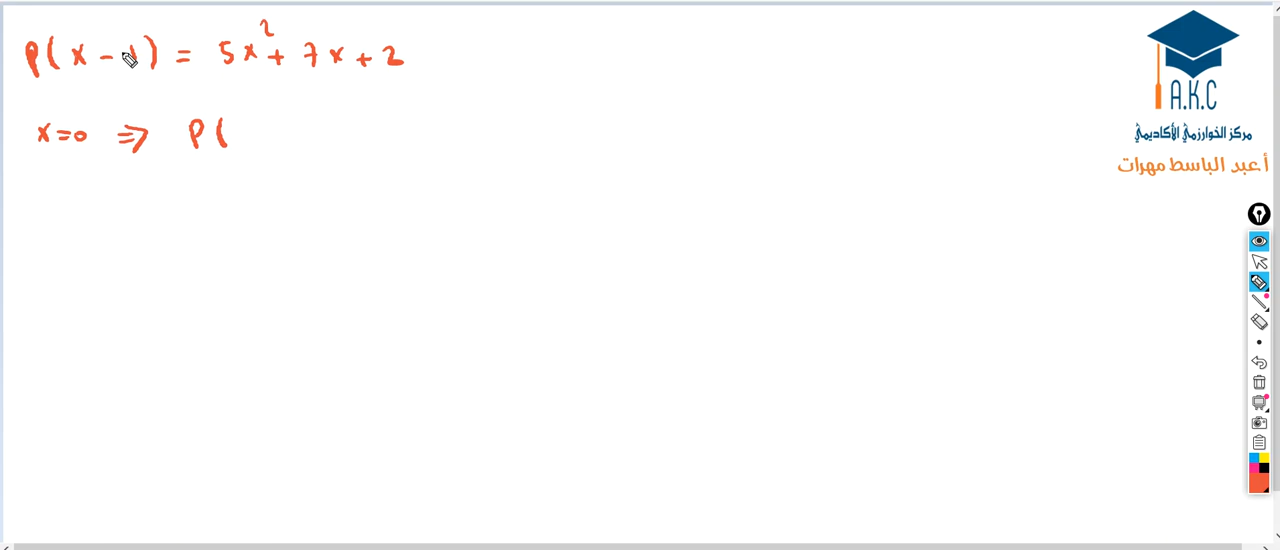 P(x-1) = 5x²+7x+2
x=0 ⇒ P(
A.K.C
مركز الخوارزمي الأكاديمي
أ عبد الباسط مهرات